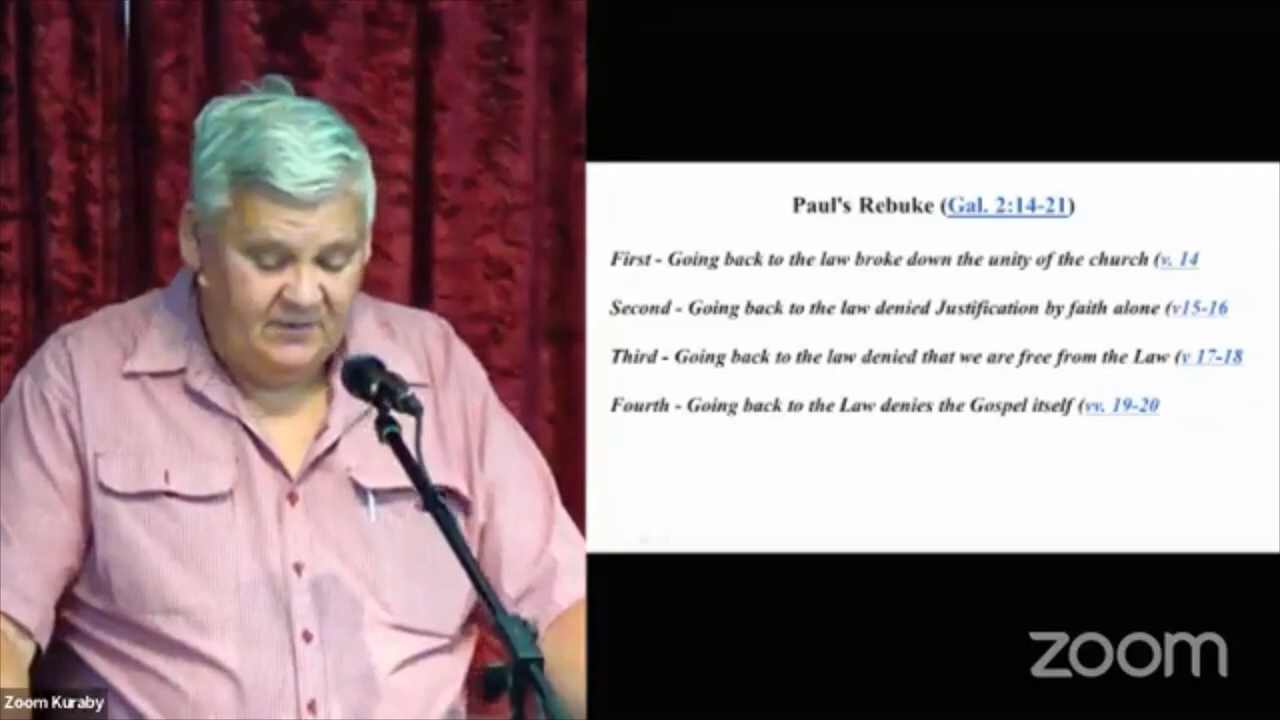 Paul's Rebuke (Gal. 2:14-21)
First - Going back to the law broke down the unity of the church (v. 14
Second - Going back to the law denied Justification by faith alone (v15-16
Third - Going back to the law denied that we are free from the Law (v 17-18
Fourth - Going back to the Law denies the Gospel itself (vv. 19-20
zoom
Zoom Kuraby